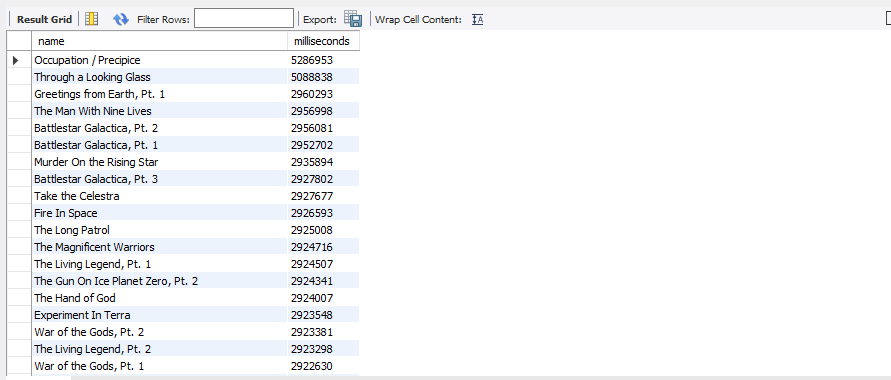 Result Grid Filter Rows: Export: Wrap Cell Content: IA
name milliseconds
Occupation / Precipice 5286953
Through a Looking Glass 5088838
Greetings from Earth, Pt. 1 2960293
The Man With Nine Lives 2956998
Battlestar Galactica, Pt. 2 2956081
Battlestar Galactica, Pt. 1 2952702
Murder On the Rising Star 2935894
Battlestar Galactica, Pt. 3 2927802
Take the Celestra 2927677
Fire In Space 2926593
The Long Patrol 2925008
The Magnificent Warriors 2924716
The Living Legend, Pt. 1 2924507
The Gun On Ice Planet Zero, Pt. 2 2924341
The Hand of God 2924007
Experiment In Terra 2923548
War of the Gods, Pt. 2 2923381
The Living Legend, Pt. 2 2923298
War of the Gods, Pt. 1 2922630